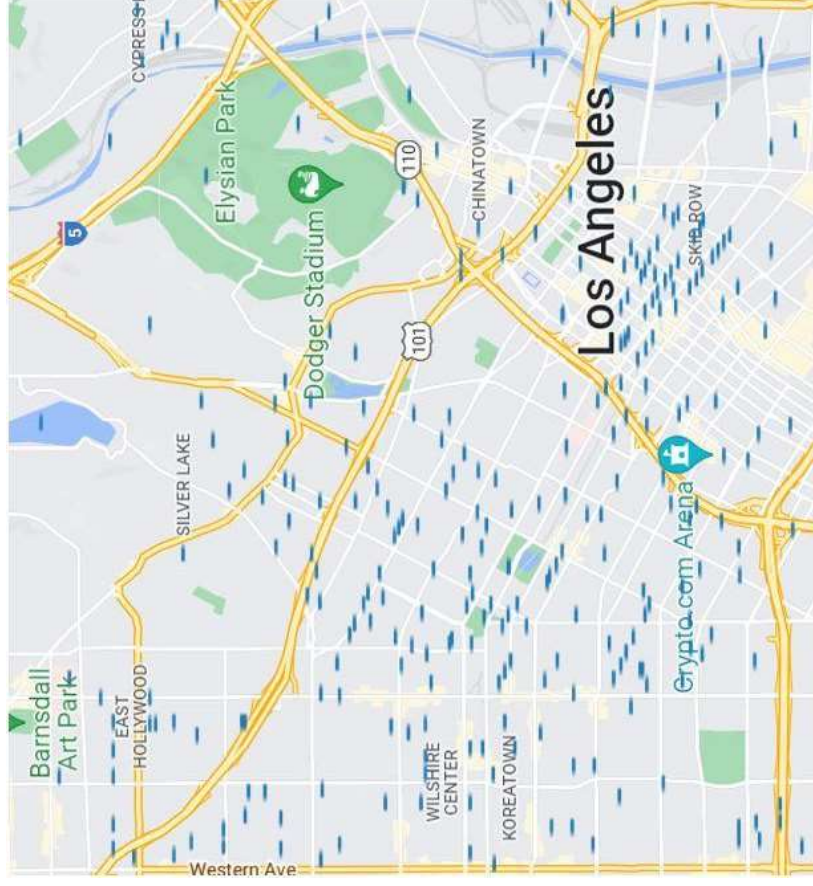 Barnsdall
Art Park
5
EAST
HOLLYWOOD
CYPRESS
SILVER LAKE
Elysian Park
Western Ave
Dodger Stadium
110
101
WILSHIRE
CENTER
CHINATOWN
KOREATOWN
Los Angeles
Crypto.com Arena
SKID ROW